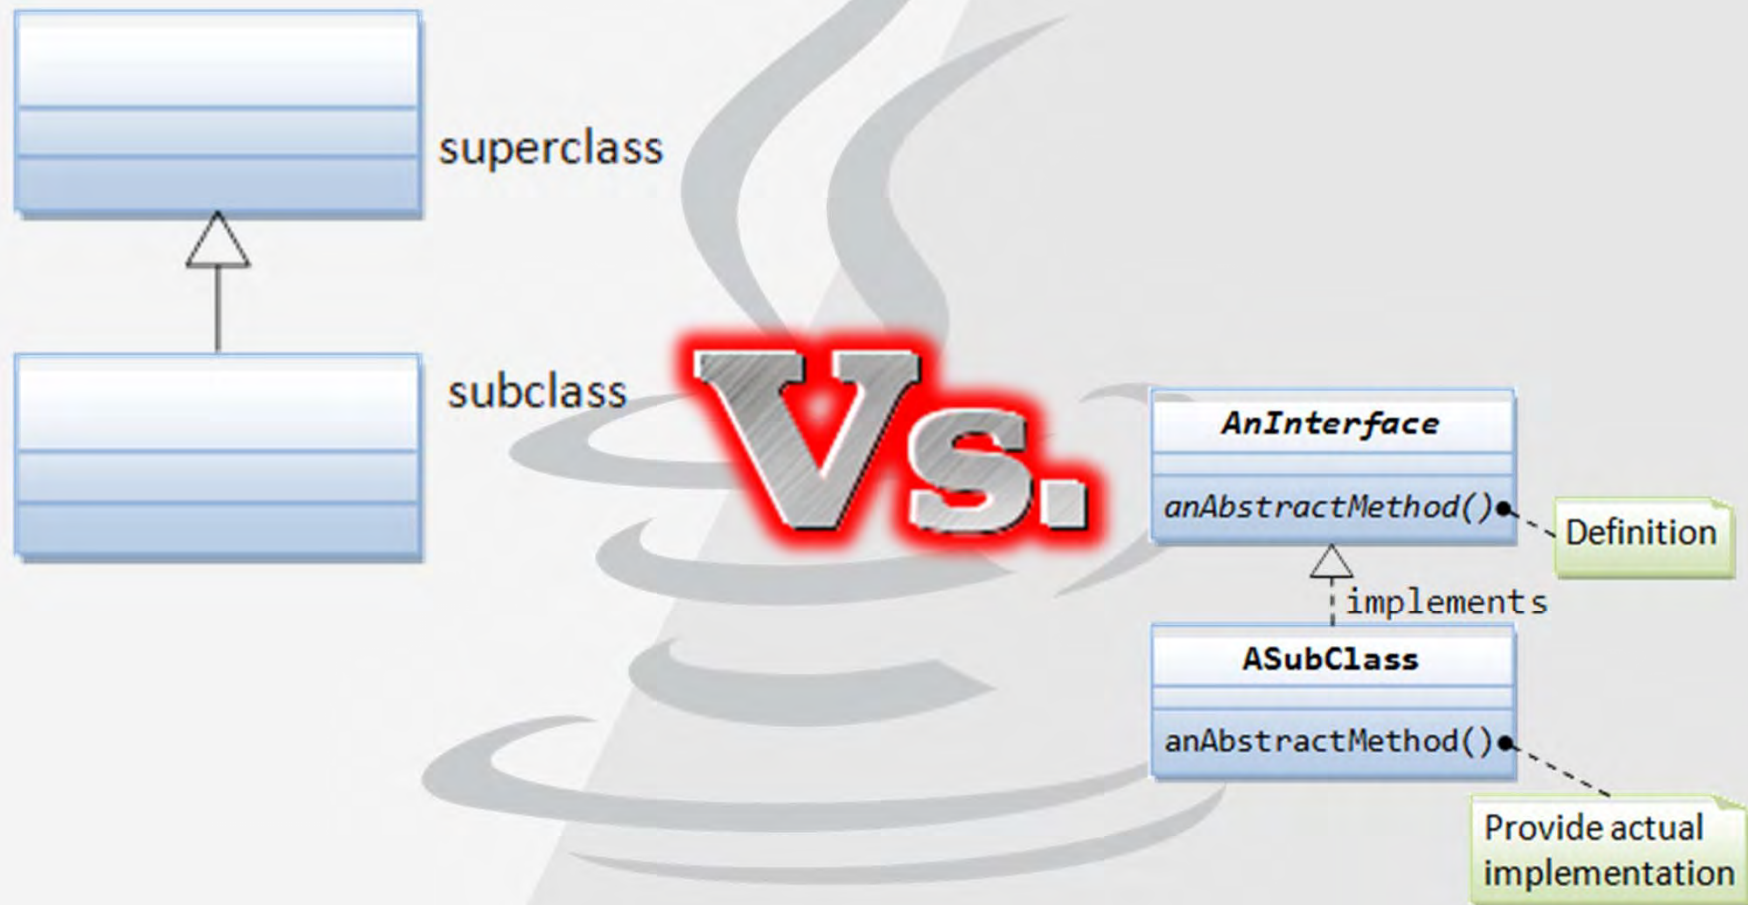 superclass
subclass
Vs.
AnInterface
anAbstractMethod()
Definition
implements
ASubClass
anAbstractMethod()
Provide actual
implementation